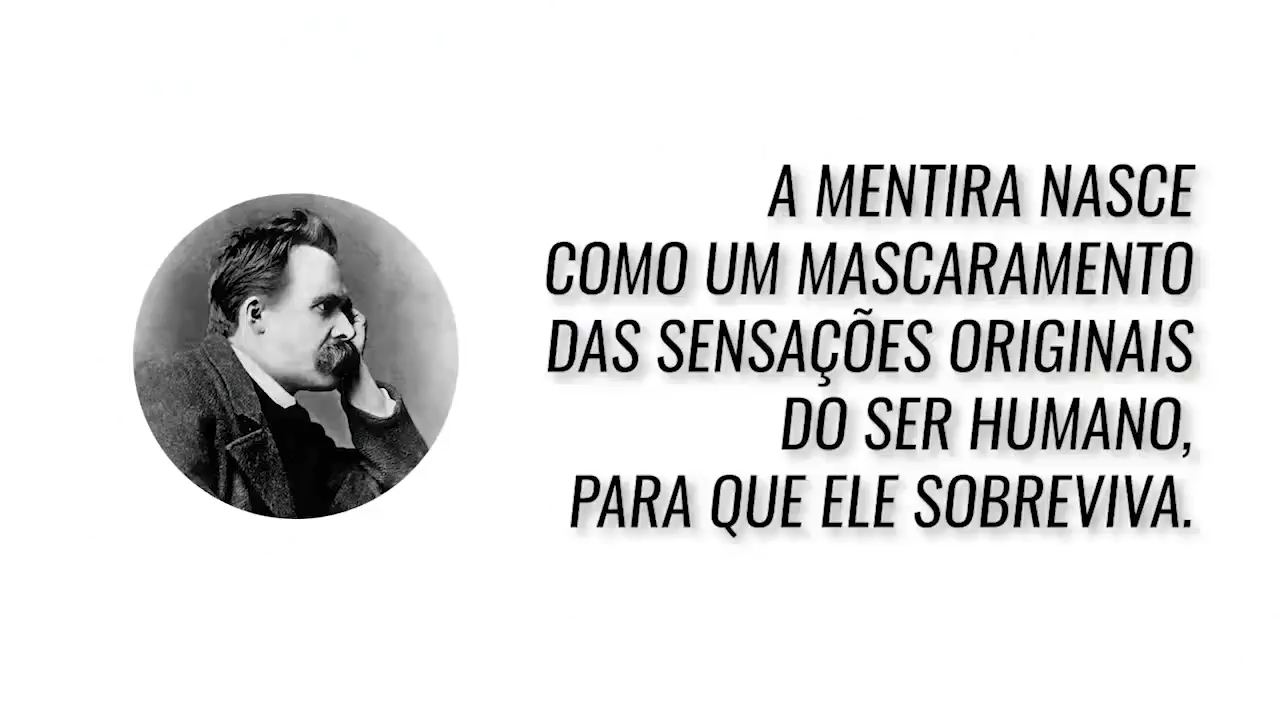 A MENTIRA NASCE
COMO UM MASCARAMENTO
DAS SENSAÇÕES ORIGINAIS
DO SER HUMANO,
PARA QUE ELE SOBREVIVA.